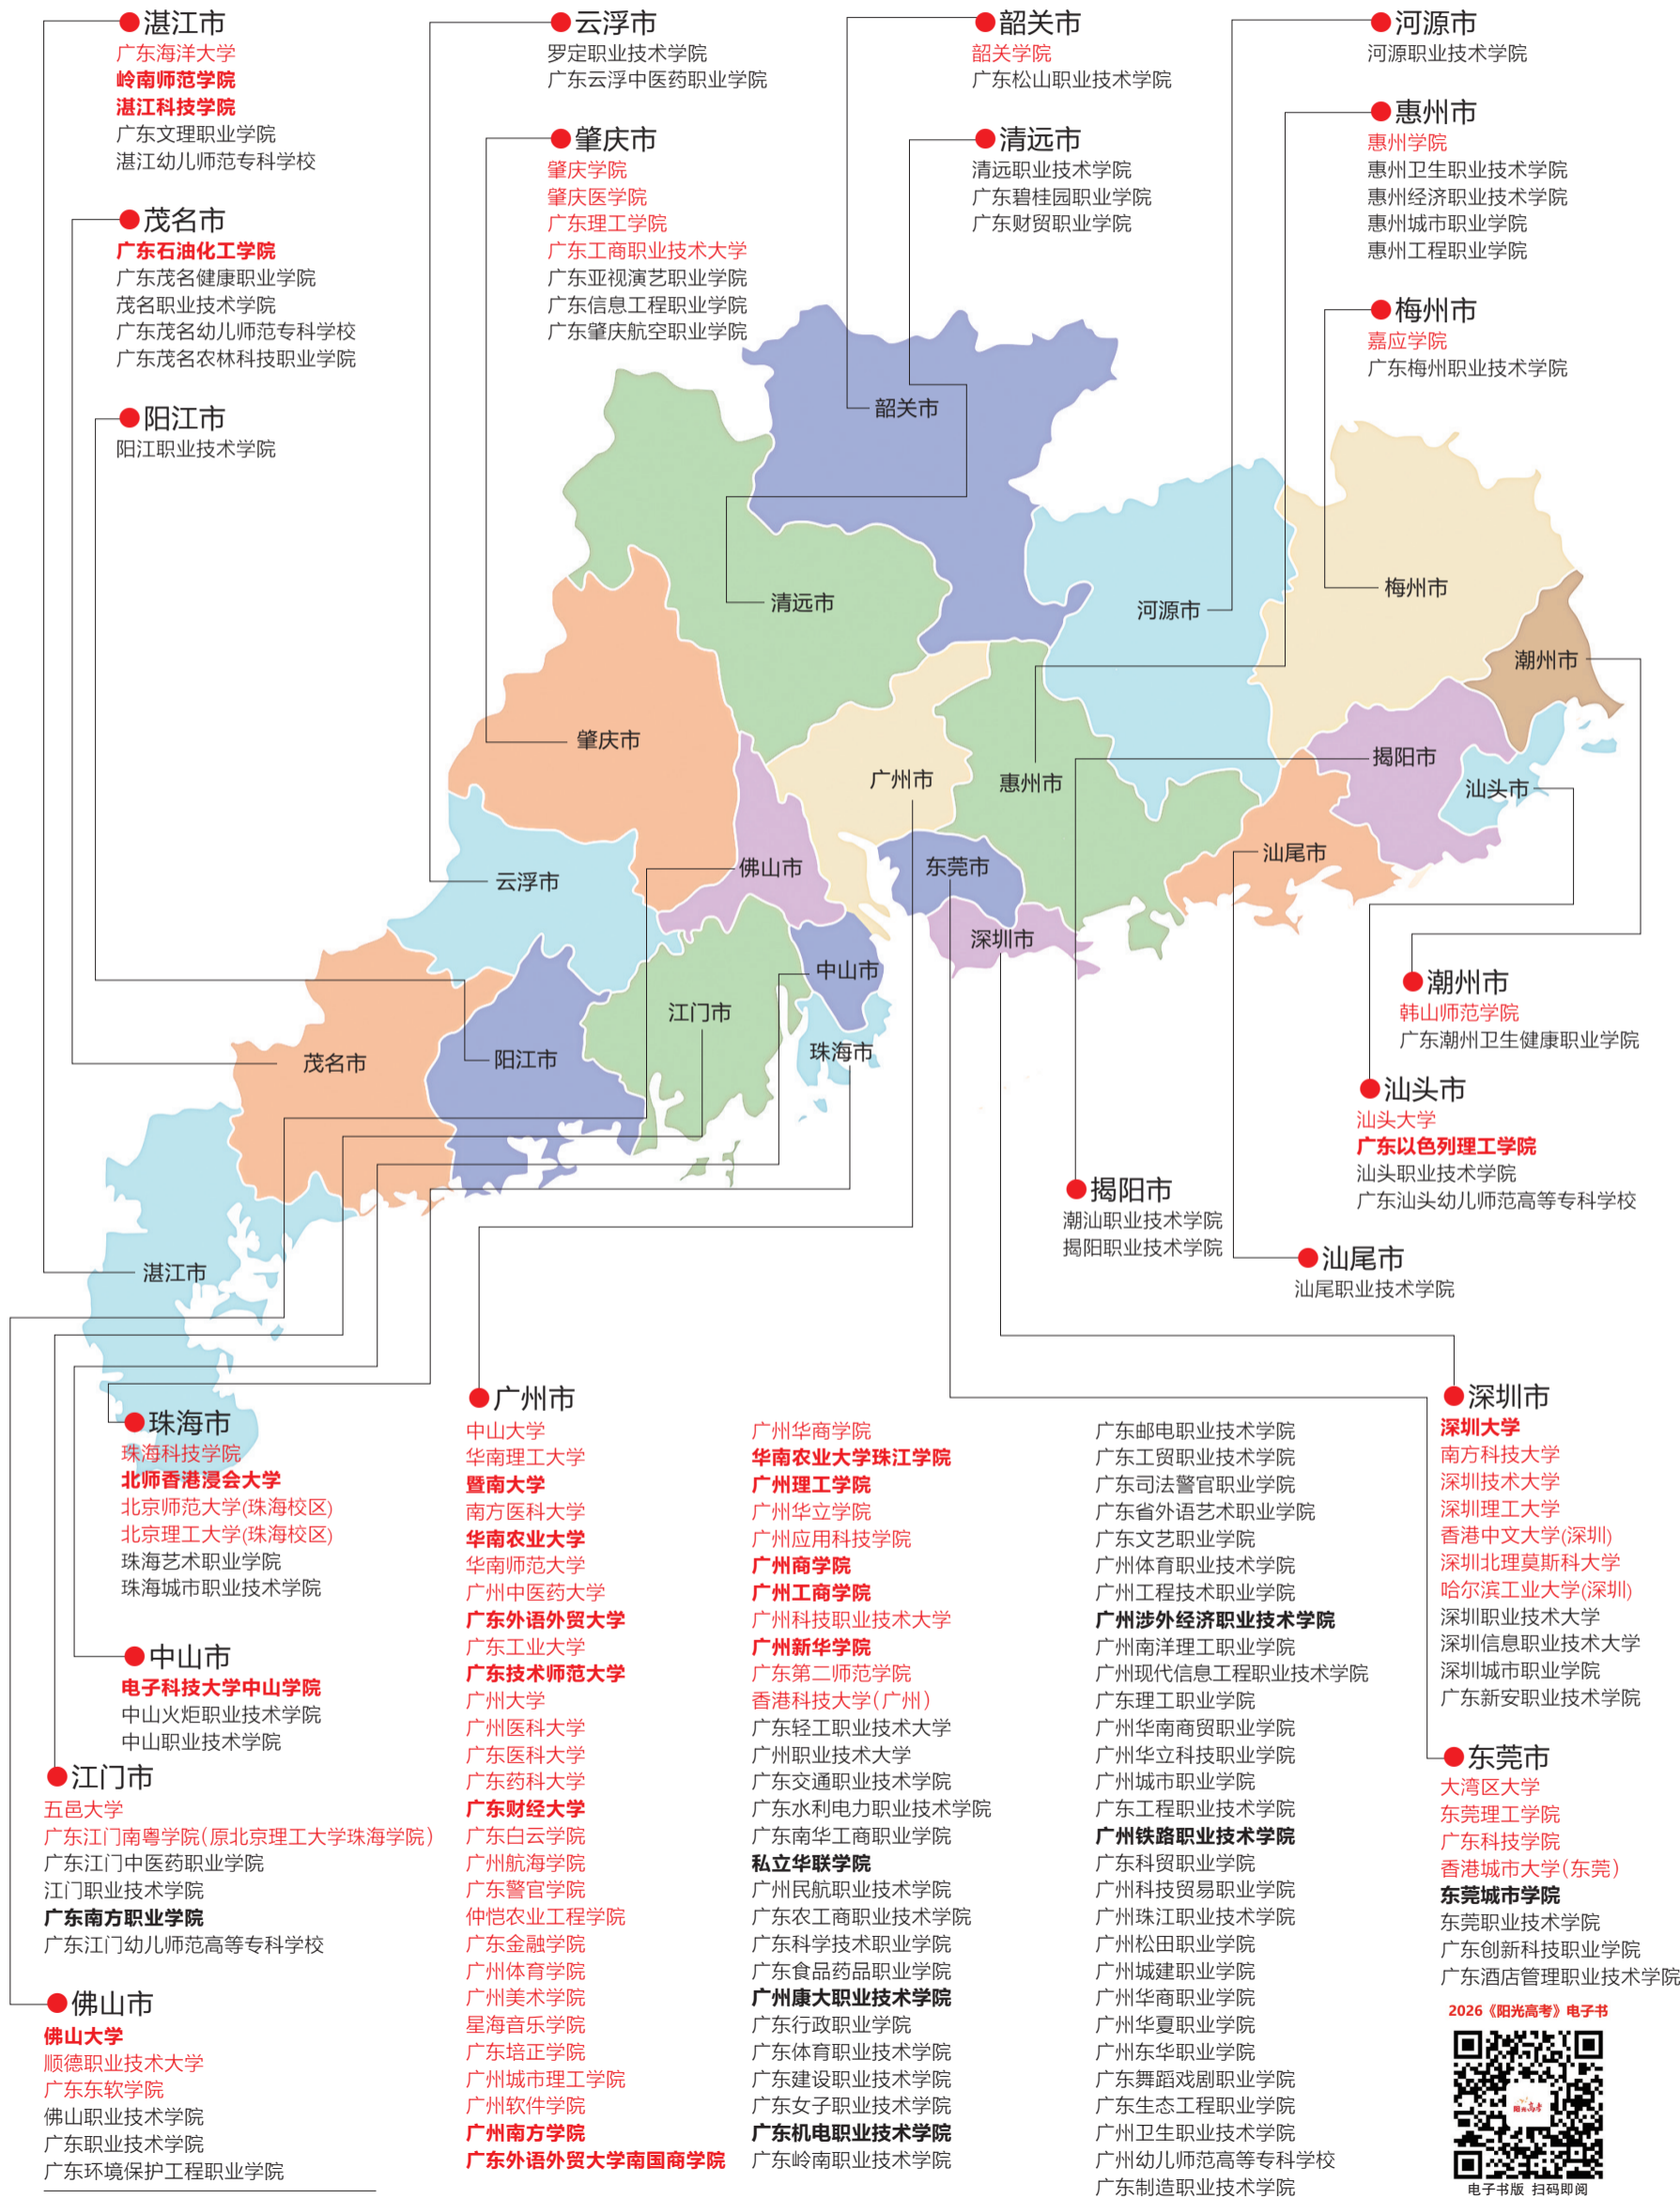 湛江市
广东海洋大学
岭南师范学院
湛江科技学院
广东文理职业学院
湛江幼儿师范专科学校
茂名市
广东石油化工学院
广东茂名健康职业学院
茂名职业技术学院
广东茂名幼儿师范专科学校
广东茂名农林科技职业学院
阳江市
阳江职业技术学院
云浮市
罗定职业技术学院
广东云浮中医药职业学院
肇庆市
肇庆学院
肇庆医学院
广东理工学院
广东工商职业技术大学
广东亚视演艺职业学院
广东信息工程职业学院
广东肇庆航空职业学院
韶关市
韶关学院
广东松山职业技术学院
清远市
清远职业技术学院
广东碧桂园职业学院
广东财贸职业学院
河源市
河源职业技术学院
惠州市
惠州学院
惠州卫生职业技术学院
惠州经济职业技术学院
惠州城市职业学院
惠州工程职业学院
梅州市
嘉应学院
广东梅州职业技术学院
韶关市
清远市
河源市
梅州市
潮州市
肇庆市
广州市
惠州市
揭阳市
汕头市
云浮市
佛山市
东莞市
汕尾市
深圳市
中山市
江门市
珠海市
阳江市
茂名市
湛江市
潮州市
韩山师范学院
广东潮州卫生健康职业学院
汕头市
汕头大学
广东以色列理工学院
汕头职业技术学院
广东汕头幼儿师范高等专科学校
揭阳市
潮汕职业技术学院
揭阳职业技术学院
汕尾市
汕尾职业技术学院
珠海市
珠海科技学院
北师香港浸会大学
北京师范大学(珠海校区)
北京理工大学(珠海校区)
珠海艺术职业学院
珠海城市职业技术学院
中山市
电子科技大学中山学院
中山火炬职业技术学院
中山职业技术学院
江门市
五邑大学
广东江门南粤学院(原北京理工大学珠海学院)
广东江门中医药职业学院
江门职业技术学院
广东南方职业学院
广东江门幼儿师范高等专科学校
佛山市
佛山大学
顺德职业技术大学
广东东软学院
佛山职业技术学院
广东职业技术学院
广东环境保护工程职业学院
广州市
中山大学
华南理工大学
暨南大学
南方医科大学
华南农业大学
华南师范大学
广州中医药大学
广东外语外贸大学
广东工业大学
广东技术师范大学
广州大学
广州医科大学
广东医科大学
广东药科大学
广东财经大学
广东白云学院
广州航海学院
广东警官学院
仲恺农业工程学院
广东金融学院
广州体育学院
广州美术学院
星海音乐学院
广东培正学院
广州城市理工学院
广州软件学院
广州南方学院
广东外语外贸大学南国商学院
广州华商学院
华南农业大学珠江学院
广州理工学院
广州华立学院
广州应用科技学院
广州商学院
广州工商学院
广州科技职业技术大学
广州新华学院
广东第二师范学院
香港科技大学(广州)
广东轻工职业技术大学
广州职业技术大学
广东交通职业技术学院
广东水利电力职业技术学院
广东南华工商职业学院
私立华联学院
广州民航职业技术学院
广东农工商职业技术学院
广东科学技术职业学院
广东食品药品职业学院
广州康大职业技术学院
广东行政职业学院
广东体育职业技术学院
广东建设职业技术学院
广东女子职业技术学院
广东机电职业技术学院
广东岭南职业技术学院
广东邮电职业技术学院
广东工贸职业技术学院
广东司法警官职业学院
广东省外语艺术职业学院
广东文艺职业学院
广州体育职业技术学院
广州工程技术职业学院
广州涉外经济职业技术学院
广州南洋理工职业学院
广州现代信息工程职业技术学院
广东理工职业学院
广州华南商贸职业学院
广州华立科技职业学院
广州城市职业学院
广东工程职业技术学院
广州铁路职业技术学院
广东科贸职业学院
广州科技贸易职业学院
广州珠江职业技术学院
广州松田职业学院
广州城建职业学院
广州华商职业学院
广州华夏职业学院
广州东华职业学院
广东舞蹈戏剧职业学院
广东生态工程职业学院
广州卫生职业技术学院
广州幼儿师范高等专科学校
广东制造职业技术学院
深圳市
深圳大学
南方科技大学
深圳技术大学
深圳理工大学
香港中文大学(深圳)
深圳北理莫斯科大学
哈尔滨工业大学(深圳)
深圳职业技术大学
深圳信息职业技术大学
深圳城市职业学院
广东新安职业技术学院
东莞市
大湾区大学
东莞理工学院
广东科技学院
香港城市大学(东莞)
东莞城市学院
东莞职业技术学院
广东创新科技职业学院
广东酒店管理职业技术学院
2026《阳光高考》电子书
阳光高考
电子书版 扫码即阅